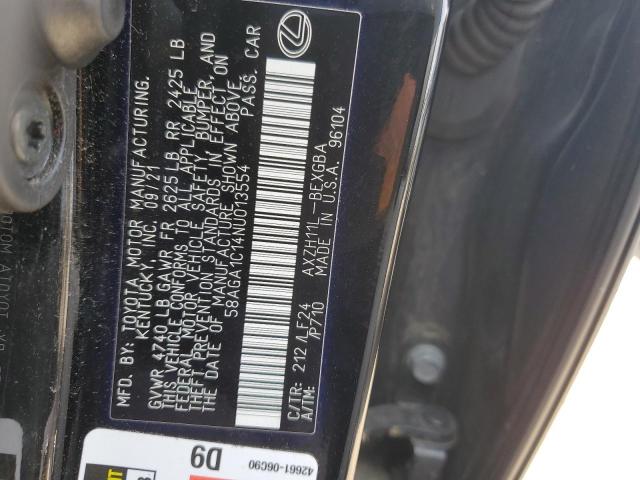 MFD. BY: TOYOTA MOTOR MANUFACTURING.
KENTUCKY, INC. 09/21
GVWR 4740 LB GAWR FR 2625 LB RR 2425 LB
THIS VEHICLE CONFORMS TO ALL APPLICABLE
FEDERAL MOTOR VEHICLE SAFETY, BUMPER, AND
THEFT PREVENTION STANDARDS IN EFFECT ON
THE DATE OF MANUFACTURE SHOWN ABOVE
58AGA1C14NU013554 PASS. CAR
C/TR: 212 /LF24 AXZH11L-BEXGBA
A/TM: /P710 MADE IN U.S.A. 96104
D9
42661-06C90